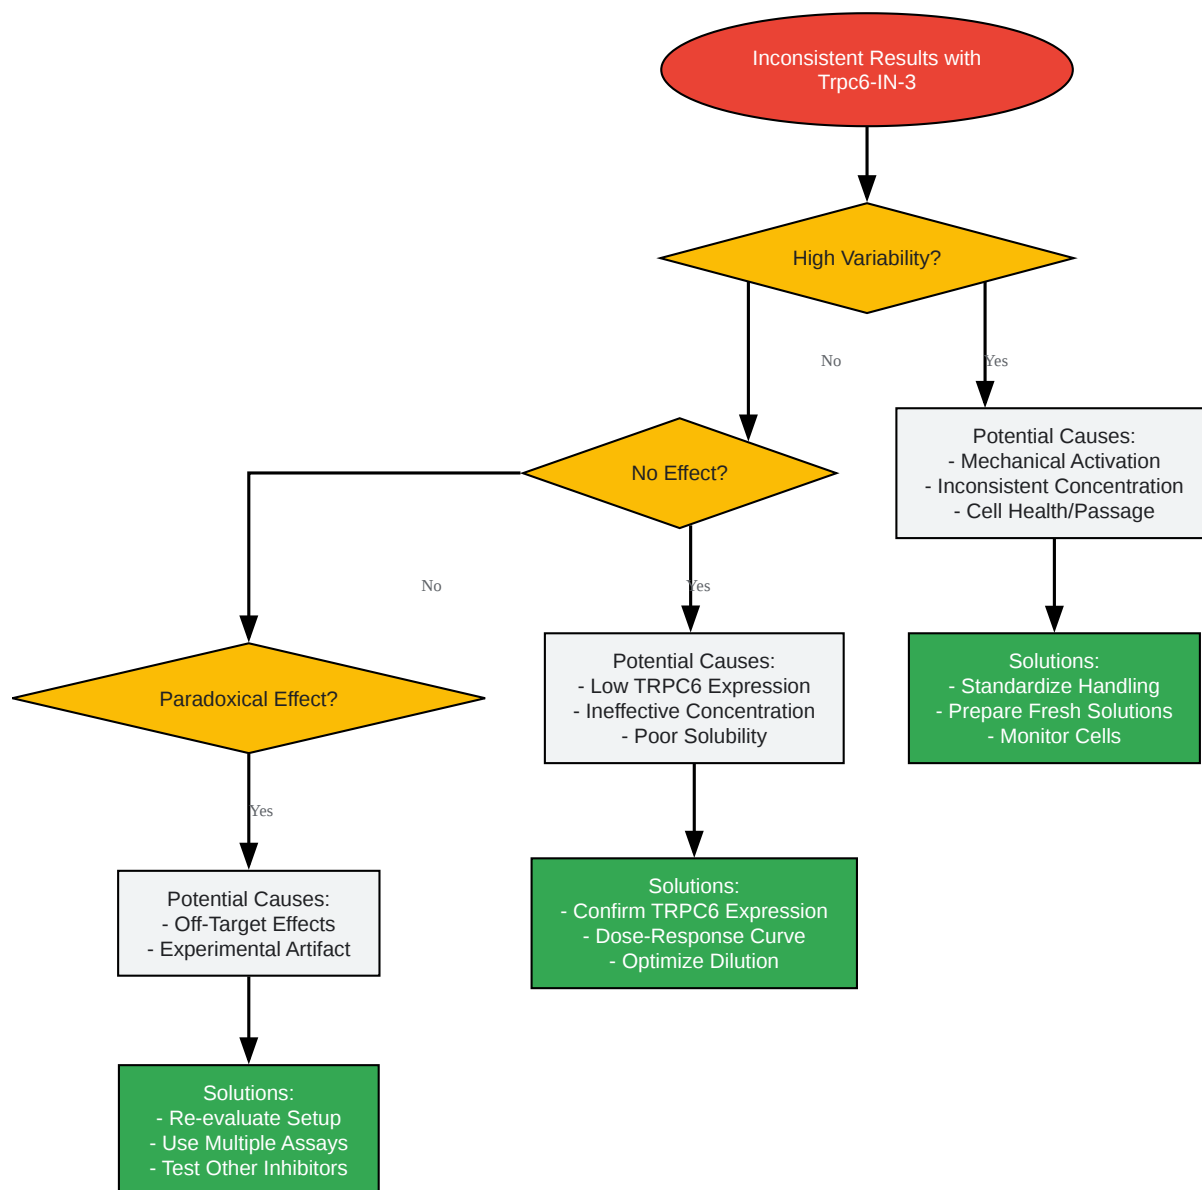 Inconsistent Results with
Trpc6-IN-3
High Variability?
No
Yes
Potential Causes:
- Mechanical Activation
- Inconsistent Concentration
- Cell Health/Passage
No Effect?
No
Yes
Solutions:
- Standardize Handling
- Prepare Fresh Solutions
- Monitor Cells
Potential Causes:
- Low TRPC6 Expression
- Ineffective Concentration
- Poor Solubility
Paradoxical Effect?
Yes
Solutions:
- Confirm TRPC6 Expression
- Dose-Response Curve
- Optimize Dilution
Potential Causes:
- Off-Target Effects
- Experimental Artifact
Solutions:
- Re-evaluate Setup
- Use Multiple Assays
- Test Other Inhibitors